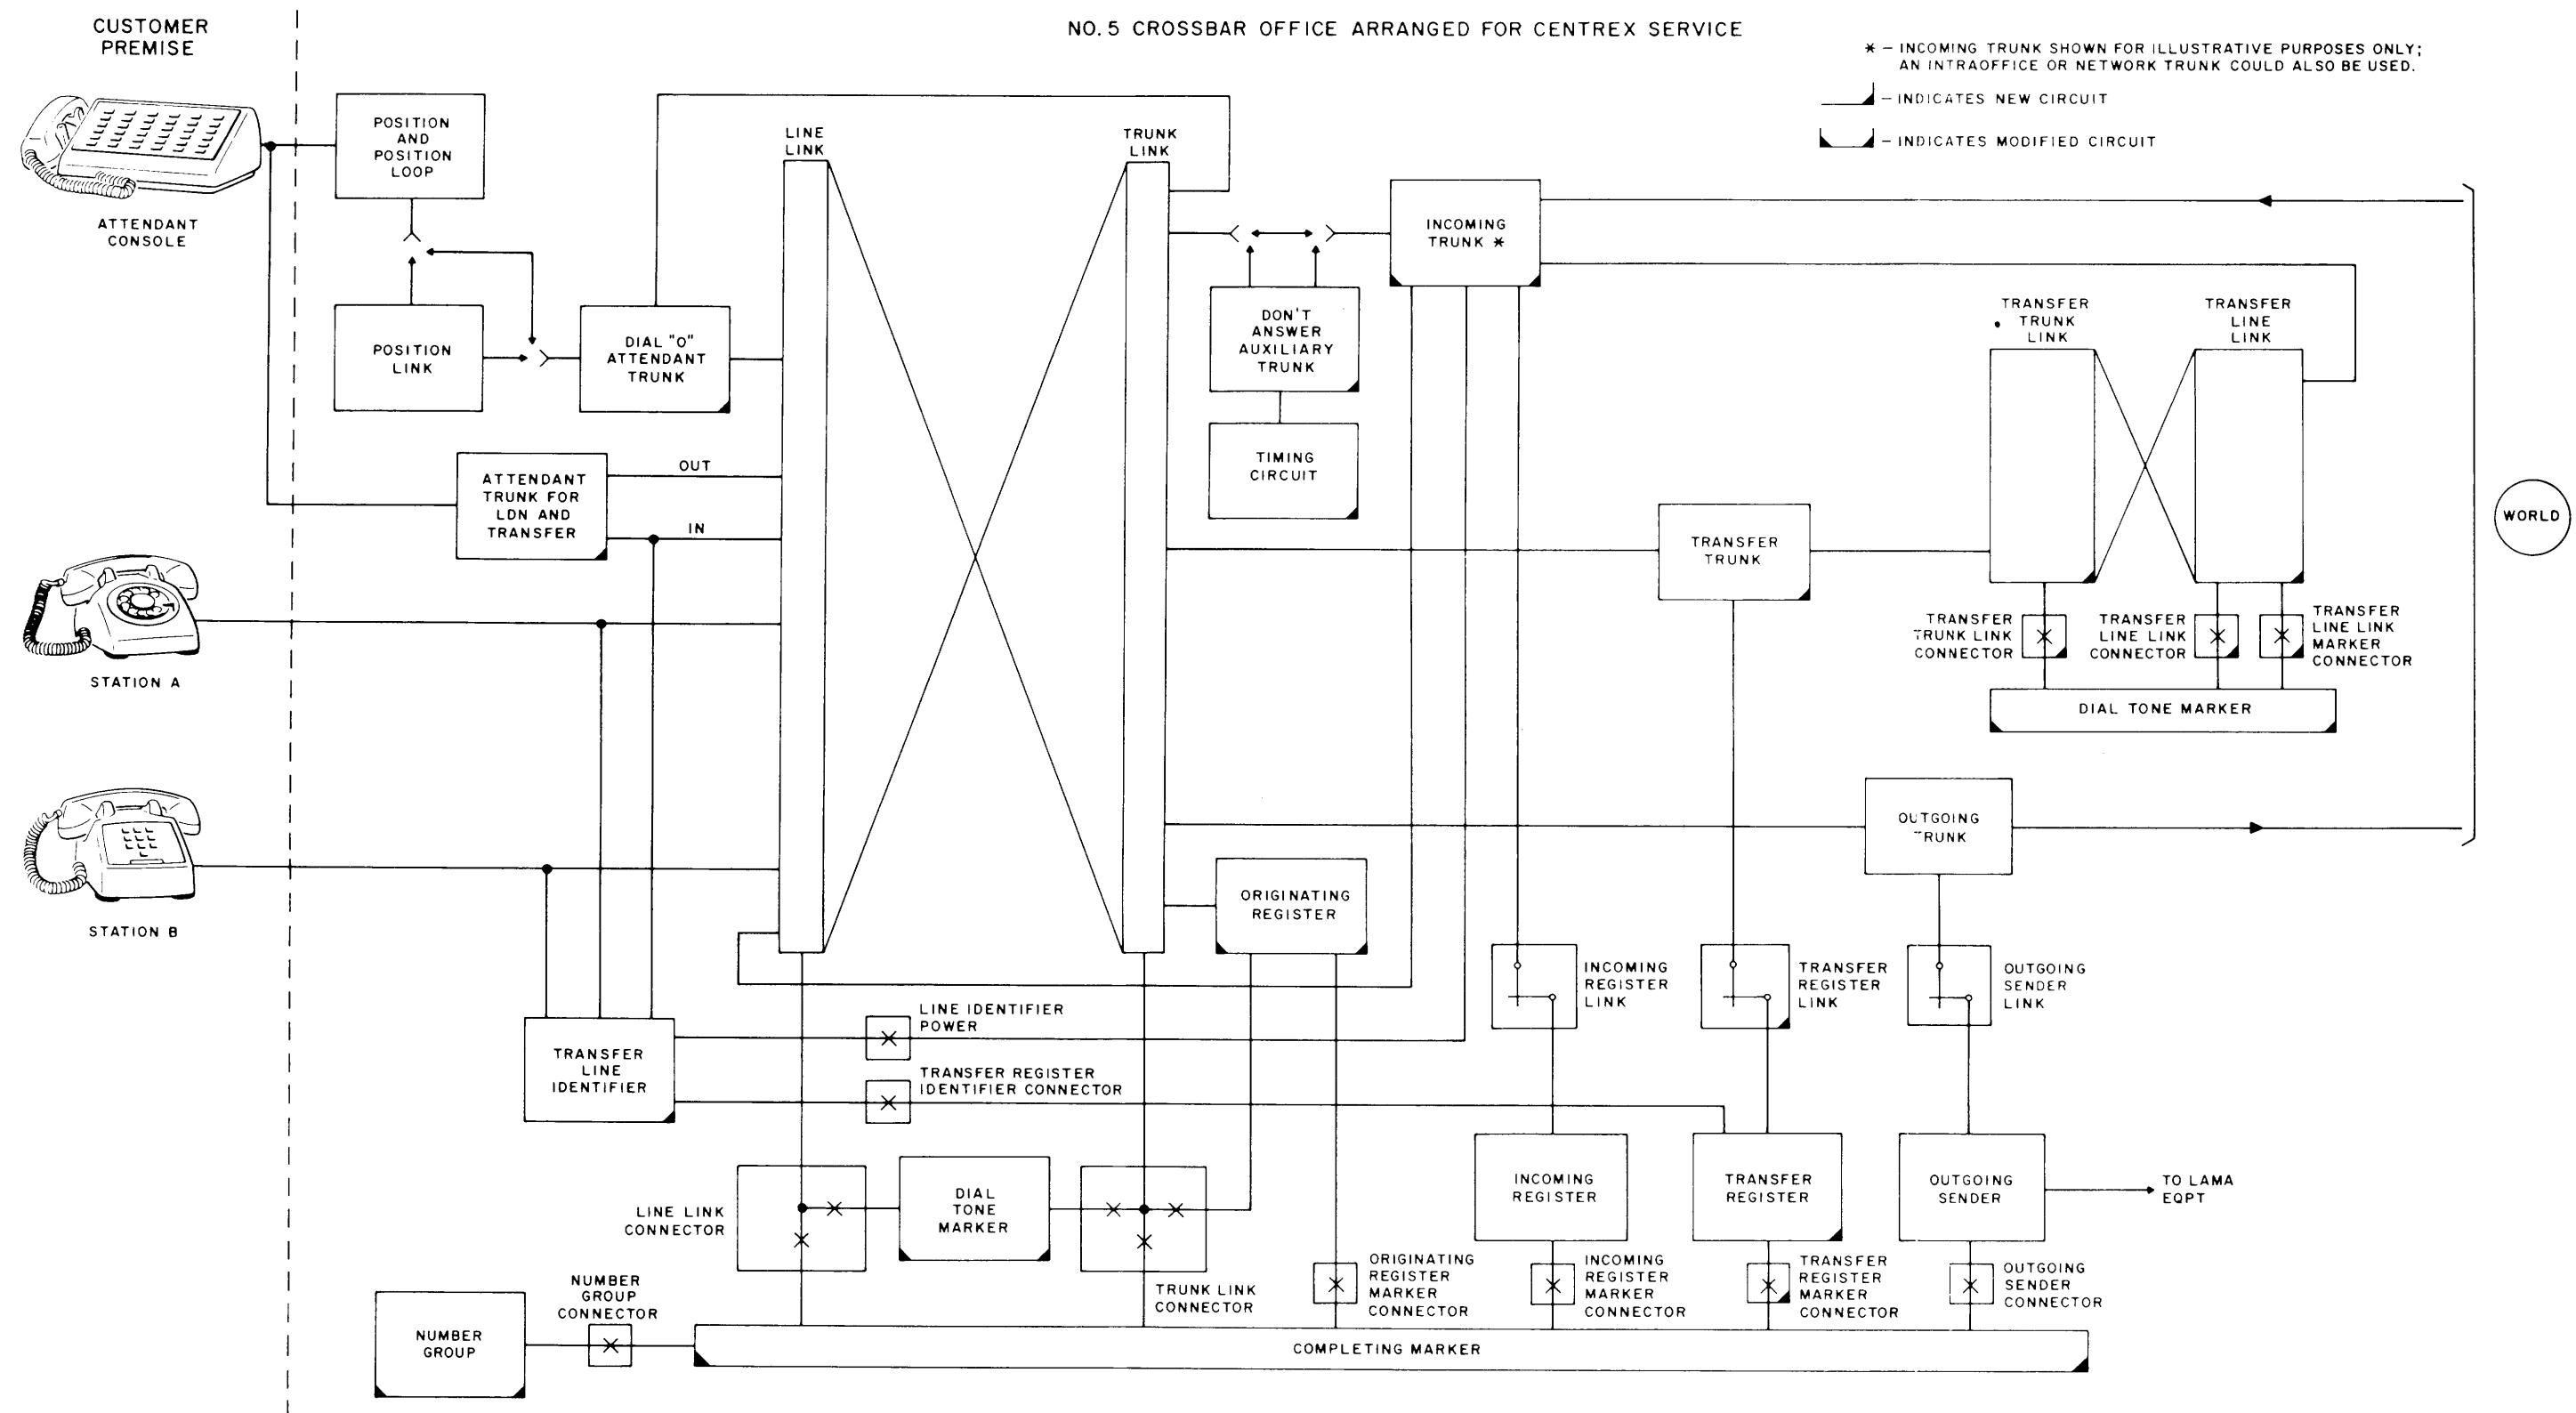 CUSTOMER
PREMISE
NO. 5 CROSSBAR OFFICE ARRANGED FOR CENTREX SERVICE
* – INCOMING TRUNK SHOWN FOR ILLUSTRATIVE PURPOSES ONLY;
AN INTRAOFFICE OR NETWORK TRUNK COULD ALSO BE USED.
– INDICATES NEW CIRCUIT
– INDICATES MODIFIED CIRCUIT
ATTENDANT
CONSOLE
POSITION
AND
POSITION
LOOP
POSITION
LINK
DIAL "O"
ATTENDANT
TRUNK
LINE
LINK
TRUNK
LINK
INCOMING
TRUNK *
DON'T
ANSWER
AUXILIARY
TRUNK
TIMING
CIRCUIT
TRANSFER
TRUNK
LINK
TRANSFER
LINE
LINK
ATTENDANT
TRUNK FOR
LDN AND
TRANSFER
OUT
IN
TRANSFER
TRUNK
WORLD
STATION A
TRANSFER
TRUNK LINK
CONNECTOR
TRANSFER
LINE LINK
CONNECTOR
TRANSFER
LINE LINK
MARKER
CONNECTOR
DIAL TONE MARKER
STATION B
OUTGOING
TRUNK
ORIGINATING
REGISTER
INCOMING
REGISTER
LINK
TRANSFER
REGISTER
LINK
OUTGOING
SENDER
LINK
TRANSFER
LINE
IDENTIFIER
LINE IDENTIFIER
POWER
TRANSFER REGISTER
IDENTIFIER CONNECTOR
LINE LINK
CONNECTOR
DIAL
TONE
MARKER
TRUNK LINK
CONNECTOR
INCOMING
REGISTER
TRANSFER
REGISTER
OUTGOING
SENDER
TO LAMA
EQPT
ORIGINATING
REGISTER
MARKER
CONNECTOR
INCOMING
REGISTER
MARKER
CONNECTOR
TRANSFER
REGISTER
MARKER
CONNECTOR
OUTGOING
SENDER
CONNECTOR
NUMBER
GROUP
CONNECTOR
NUMBER
GROUP
COMPLETING MARKER